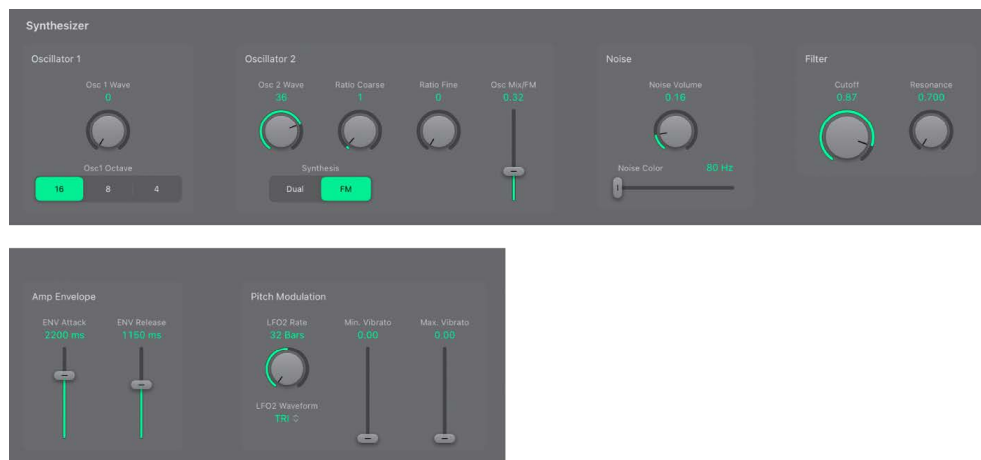 Synthesizer
Oscillator 1
Osc 1 Wave
0
Osc1 Octave
16 8 4
Oscillator 2
Osc 2 Wave
36
Ratio Coarse
1
Ratio Fine
0
Osc Mix/FM
0.32
Synthesis
Dual FM
Noise
Noise Volume
0.16
Noise Color 80 Hz
Filter
Cutoff
0.87
Resonance
0.700
Amp Envelope
ENV Attack
2200 ms
ENV Release
1150 ms
Pitch Modulation
LFO2 Rate
32 Bars
LFO2 Waveform
TRI
Min. Vibrato
0.00
Max. Vibrato
0.00